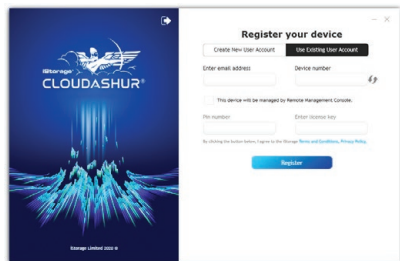 Register your device
Create New User Account
Use Existing User Account
Enter email address
Device number
This device will be managed by Remote Management Console.
Pin number
Enter license key
By clicking the button below, I agree to the iStorage Terms and Conditions, Privacy Policy.
Register
iStorage®
CLOUDASHUR®
iStorage Limited 2020 ©